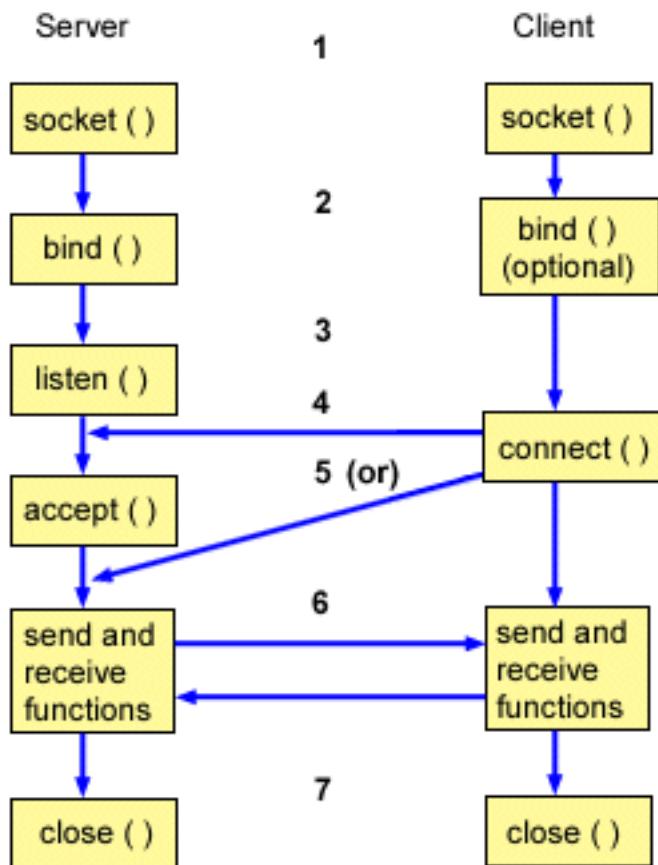 Server
1
Client
socket ( )
socket ( )
2
bind ( )
bind ( )
(optional)
3
listen ( )
4
connect ( )
5 (or)
accept ( )
6
send and
receive
functions
send and
receive
functions
7
close ( )
close ( )